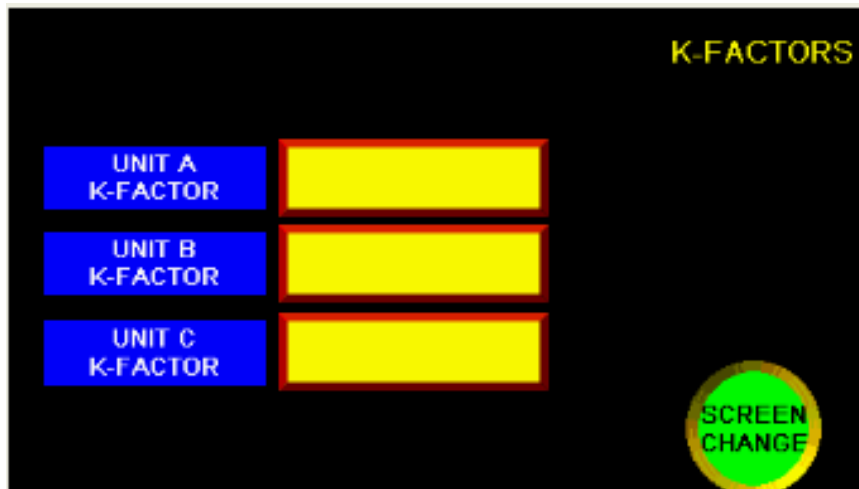 K-FACTORS
UNIT A
K-FACTOR
UNIT B
K-FACTOR
UNIT C
K-FACTOR
SCREEN
CHANGE